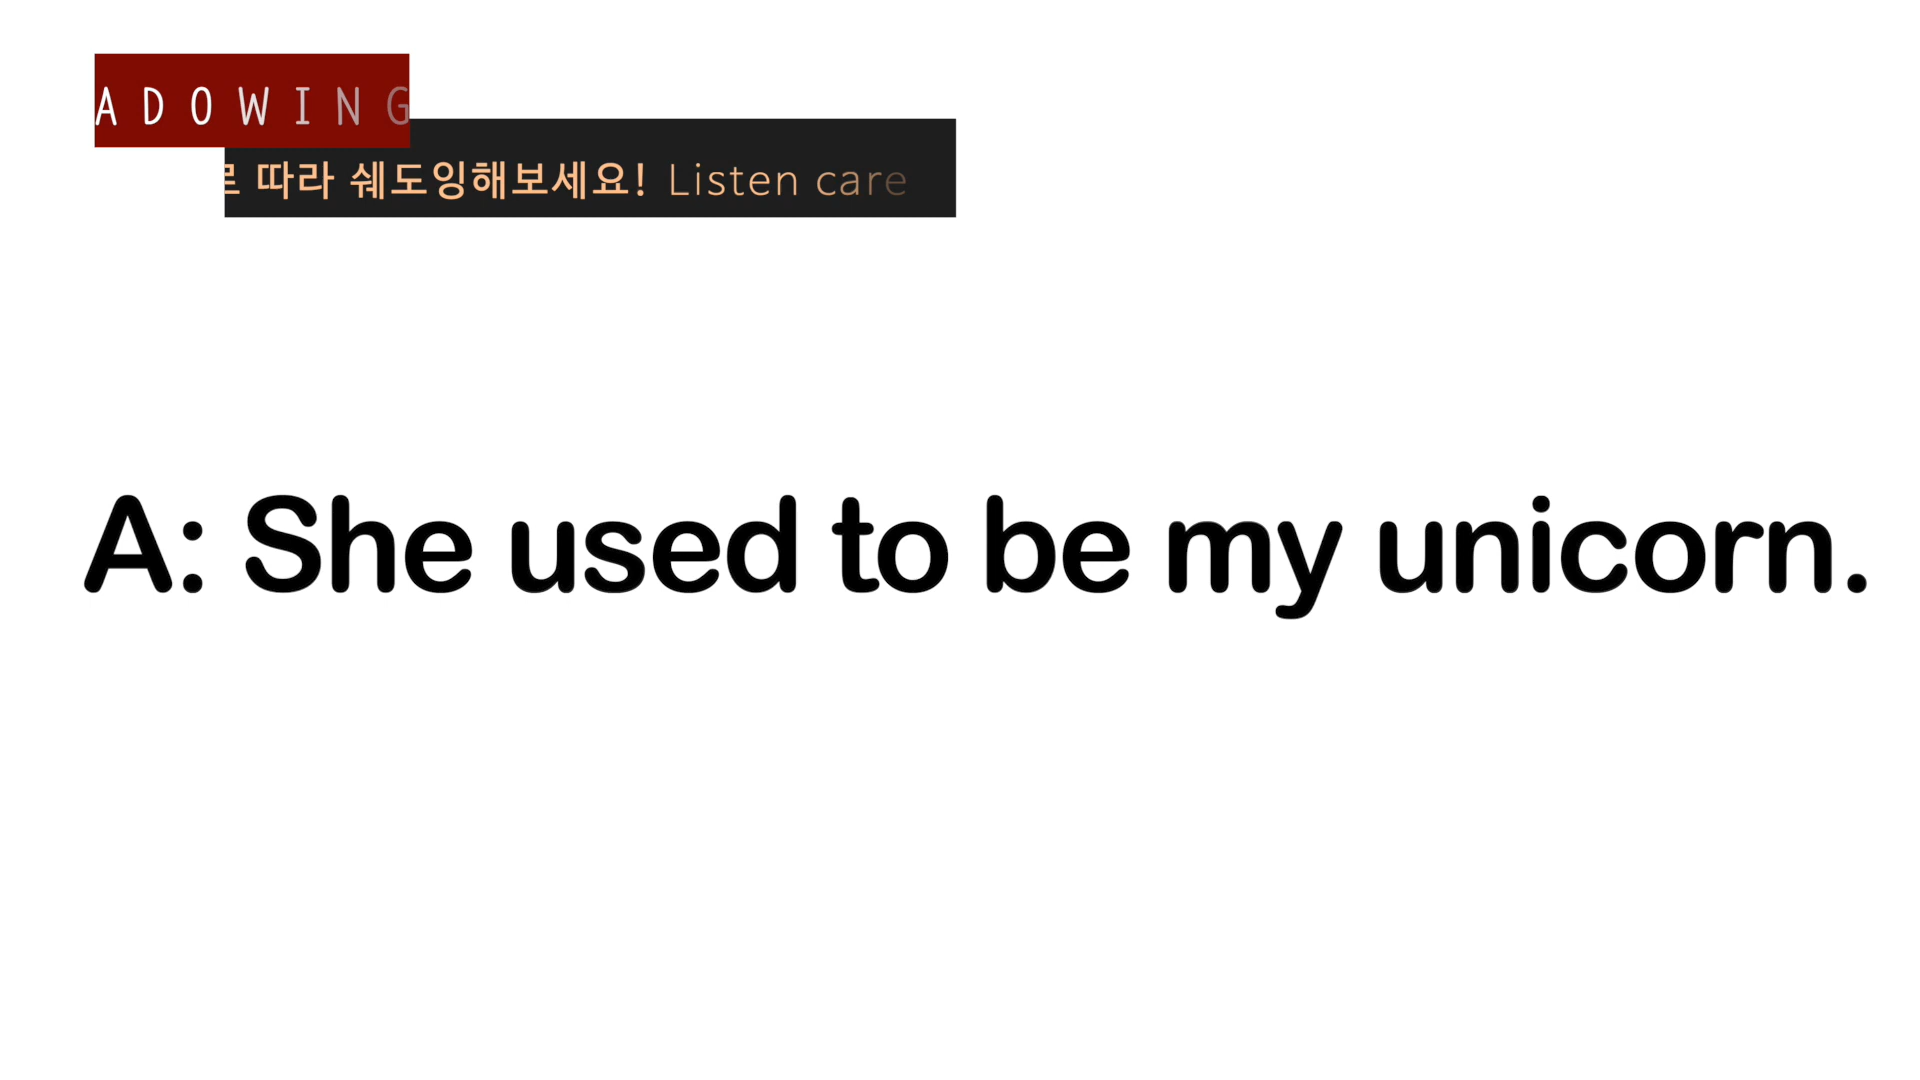 ADOWING
따라 쉐도잉해보세요! Listen care
A: She used to be my unicorn.